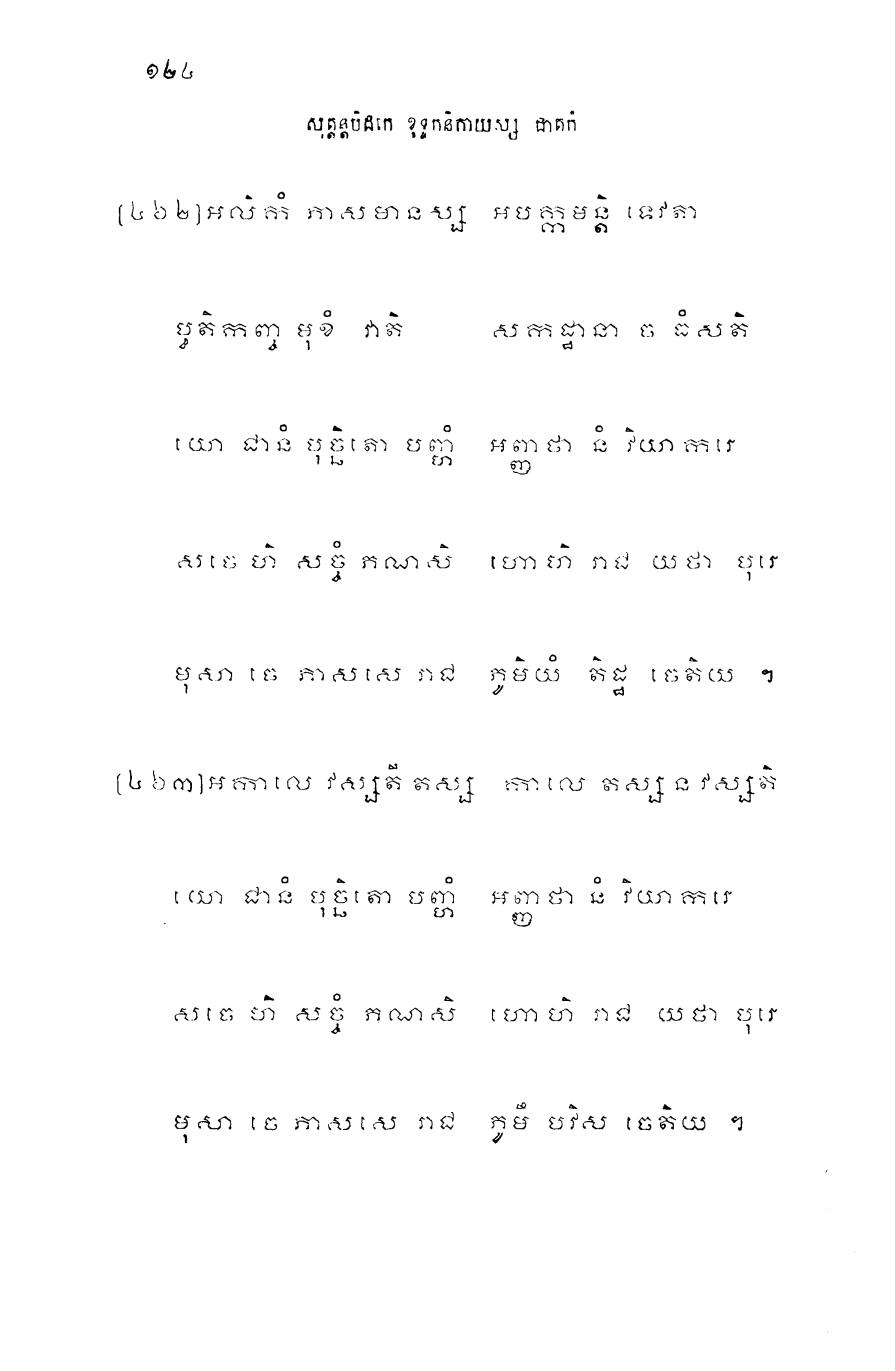 ១២៤
សុត្តន្តបិដកេ ខុទ្ទកនិកាយស្ស ជាតកំ
[៤៦២] អលិកំ ភាសមានស្ស អបក្កមន្តិ ទេវតា
បូតិកញ្ច មុខំ វាតិ សកដ្ឋានា ច ធំសតិ
យោ ជានំ បុច្ឆិតោ បញ្ហំ អញ្ញថា នំ វិយាករេ
សចេ ហិ សច្ចំ ភណសិ ហោហិ រាជ យថា បុរេ
មុសា ចេ ភាសសេ រាជ ភូមិយំ តិដ្ឋ ចេតិយ ។
[៤៦៣] អកាលេ វស្សតី តស្ស កាលេ តស្ស ន វស្សតិ
យោ ជានំ បុច្ឆិតោ បញ្ហំ អញ្ញថា នំ វិយាករេ
សចេ ហិ សច្ចំ ភណសិ ហោហិ រាជ យថា បុរេ
មុសា ចេ ភាសសេ រាជ ភូមឹ បវិស ចេតិយ ។